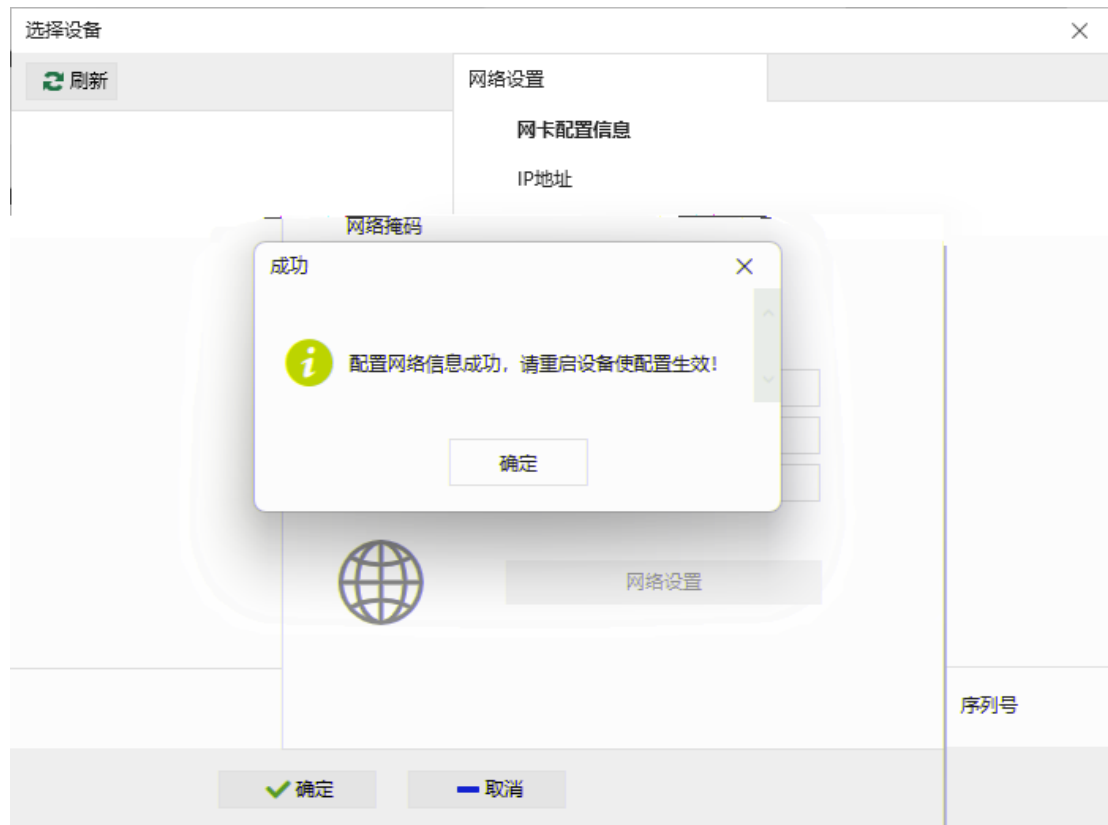 选择设备
刷新
网络设置
网卡配置信息
IP地址
网络掩码
成功
配置网络信息成功，请重启设备使配置生效!
确定
网络设置
序列号
确定
取消